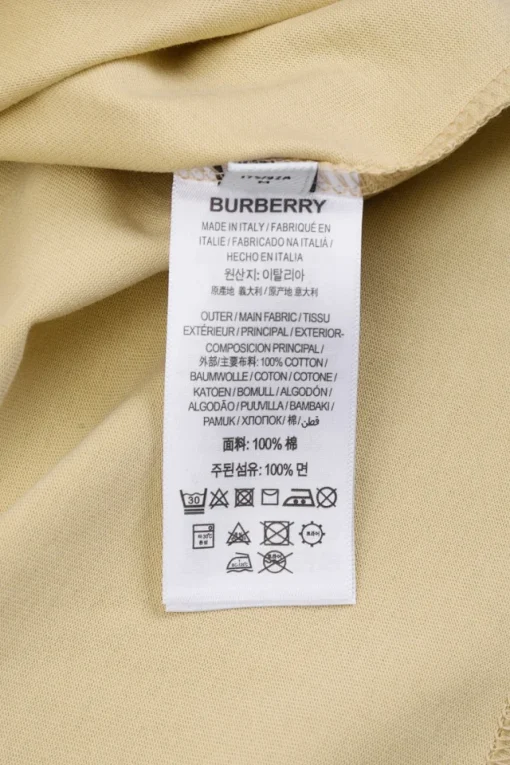 175/92A
M
BURBERRY
MADE IN ITALY / FABRIQUÉ EN
ITALIE / FABRICADO NA ITALIÁ /
HECHO EN ITALIA
원산지: 이탈리아
原產地 義大利 / 原产地 意大利
OUTER / MAIN FABRIC / TISSU
EXTÉRIEUR / PRINCIPAL / EXTERIOR-
COMPOSICION PRINCIPAL /
外部/主要布料: 100% COTTON /
BAUMWOLLE / COTON / COTONE /
KATOEN / BOMULL / ALGODÓN /
ALGODÃO / PUUVILLA / BAMBAKI /
PAMUK / ХЛОПОК / 棉 / قطن
面料: 100% 棉
주된섬유: 100% 면
30